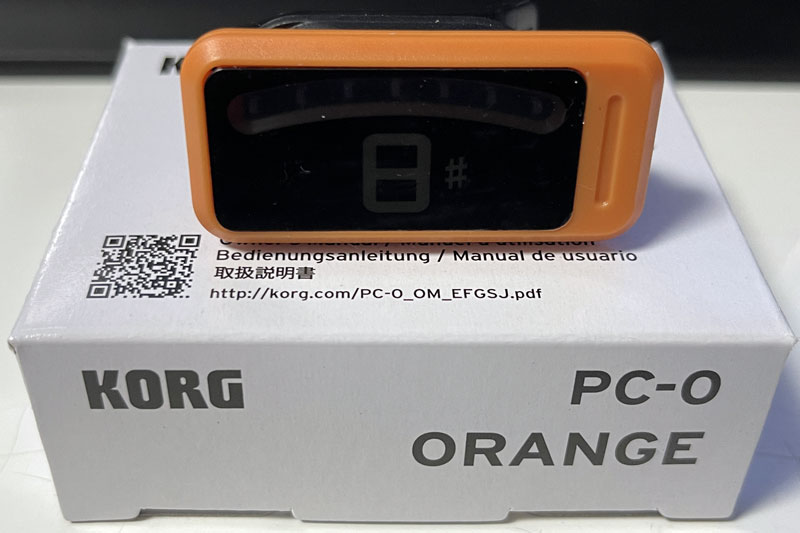 8#
Bedienungsanleitung / Manual de usuario
取扱説明書
http://korg.com/PC-0_OM_EFGSJ.pdf
KORG
PC-0
ORANGE